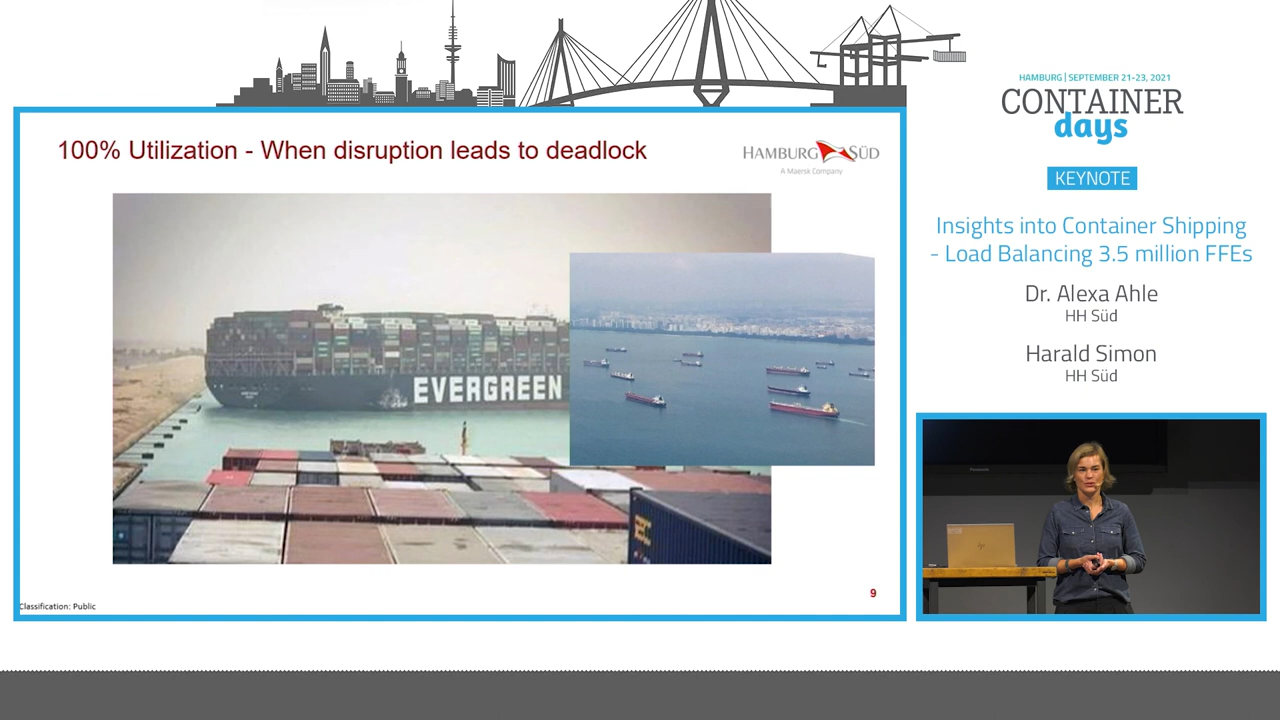 HAMBURG | SEPTEMBER 21-23, 2021
CONTAINER
days
KEYNOTE
Insights into Container Shipping
- Load Balancing 3.5 million FFEs
Dr. Alexa Ahle
HH Süd
Harald Simon
HH Süd
100% Utilization - When disruption leads to deadlock
HAMBURG SÜD
A Maersk Company
EVERGREEN
9
Classification: Public